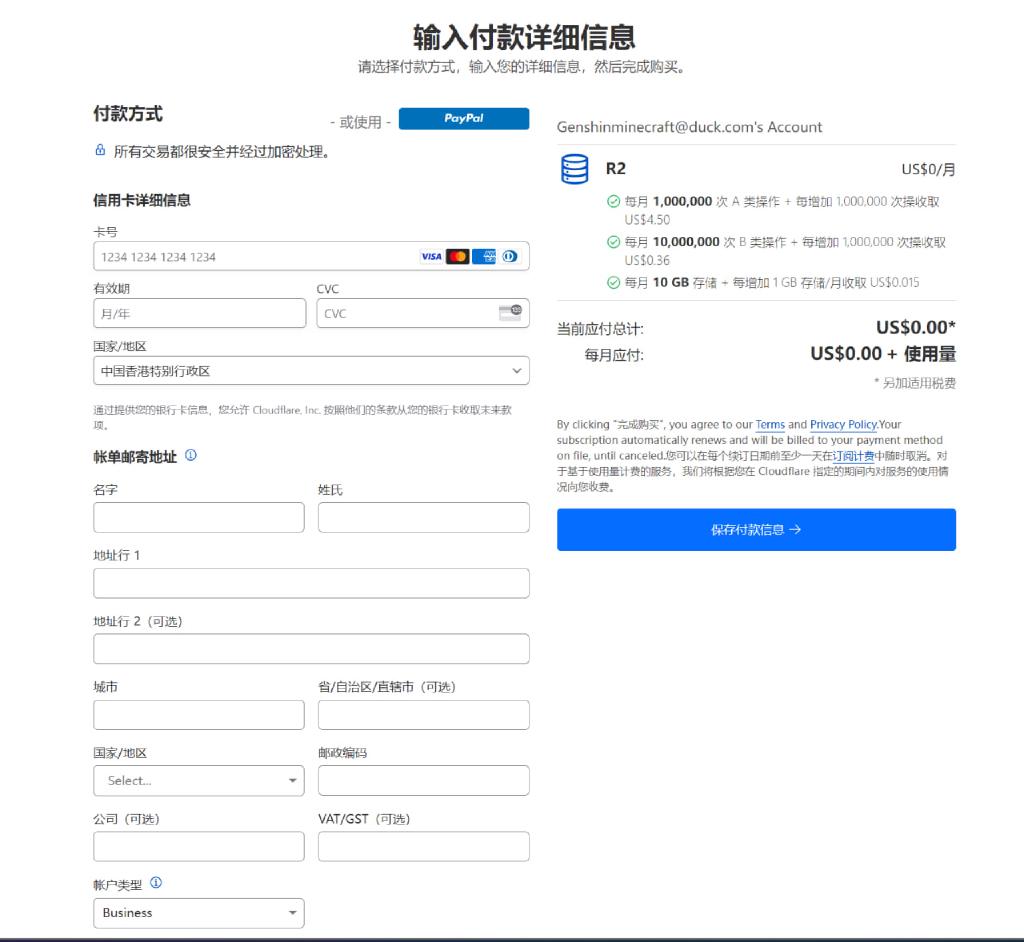 输入付款详细信息
请选择付款方式，输入您的详细信息，然后完成购买。
付款方式
- 或使用 -
PayPal
所有交易都很安全并经过加密处理。
信用卡详细信息
卡号
1234 1234 1234 1234
VISA
有效期
CVC
月/年
CVC
国家/地区
中国香港特别行政区
通过提供您的银行卡信息，您允许 Cloudflare, Inc. 按照他们的条款从您的银行卡收取未来款
项。
帐单邮寄地址
名字
姓氏
地址行 1
地址行 2（可选）
城市
省/自治区/直辖市（可选）
国家/地区
邮政编码
Select...
公司（可选）
VAT/GST（可选）
帐户类型
Business
Genshinminecraft@duck.com's Account
R2
US$0/月
每月 1,000,000 次 A 类操作 + 每增加 1,000,000 次操收取
US$4.50
每月 10,000,000 次 B 类操作 + 每增加 1,000,000 次操收取
US$0.36
每月 10 GB 存储 + 每增加 1 GB 存储/月收取 US$0.015
当前应付总计:
US$0.00*
每月应付:
US$0.00 + 使用量
* 另加适用税费
By clicking “完成购买”, you agree to our Terms and Privacy Policy.Your
subscription automatically renews and will be billed to your payment method
on file, until canceled.您可以在每个续订日期前至少一天在订阅计费中随时取消。对
于基于使用量计费的服务，我们将根据您在 Cloudflare 指定的期间内对服务的使用情
况向您收费。
保存付款信息 →